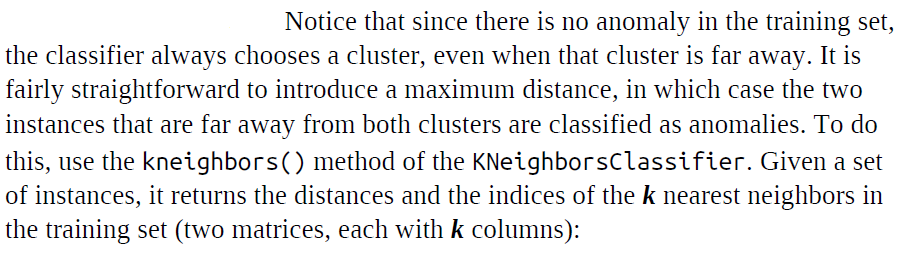 Notice that since there is no anomaly in the training set,
the classifier always chooses a cluster, even when that cluster is far away. It is
fairly straightforward to introduce a maximum distance, in which case the two
instances that are far away from both clusters are classified as anomalies. To do
this, use the kneighbors() method of the KNeighborsClassifier. Given a set
of instances, it returns the distances and the indices of the k nearest neighbors in
the training set (two matrices, each with k columns):